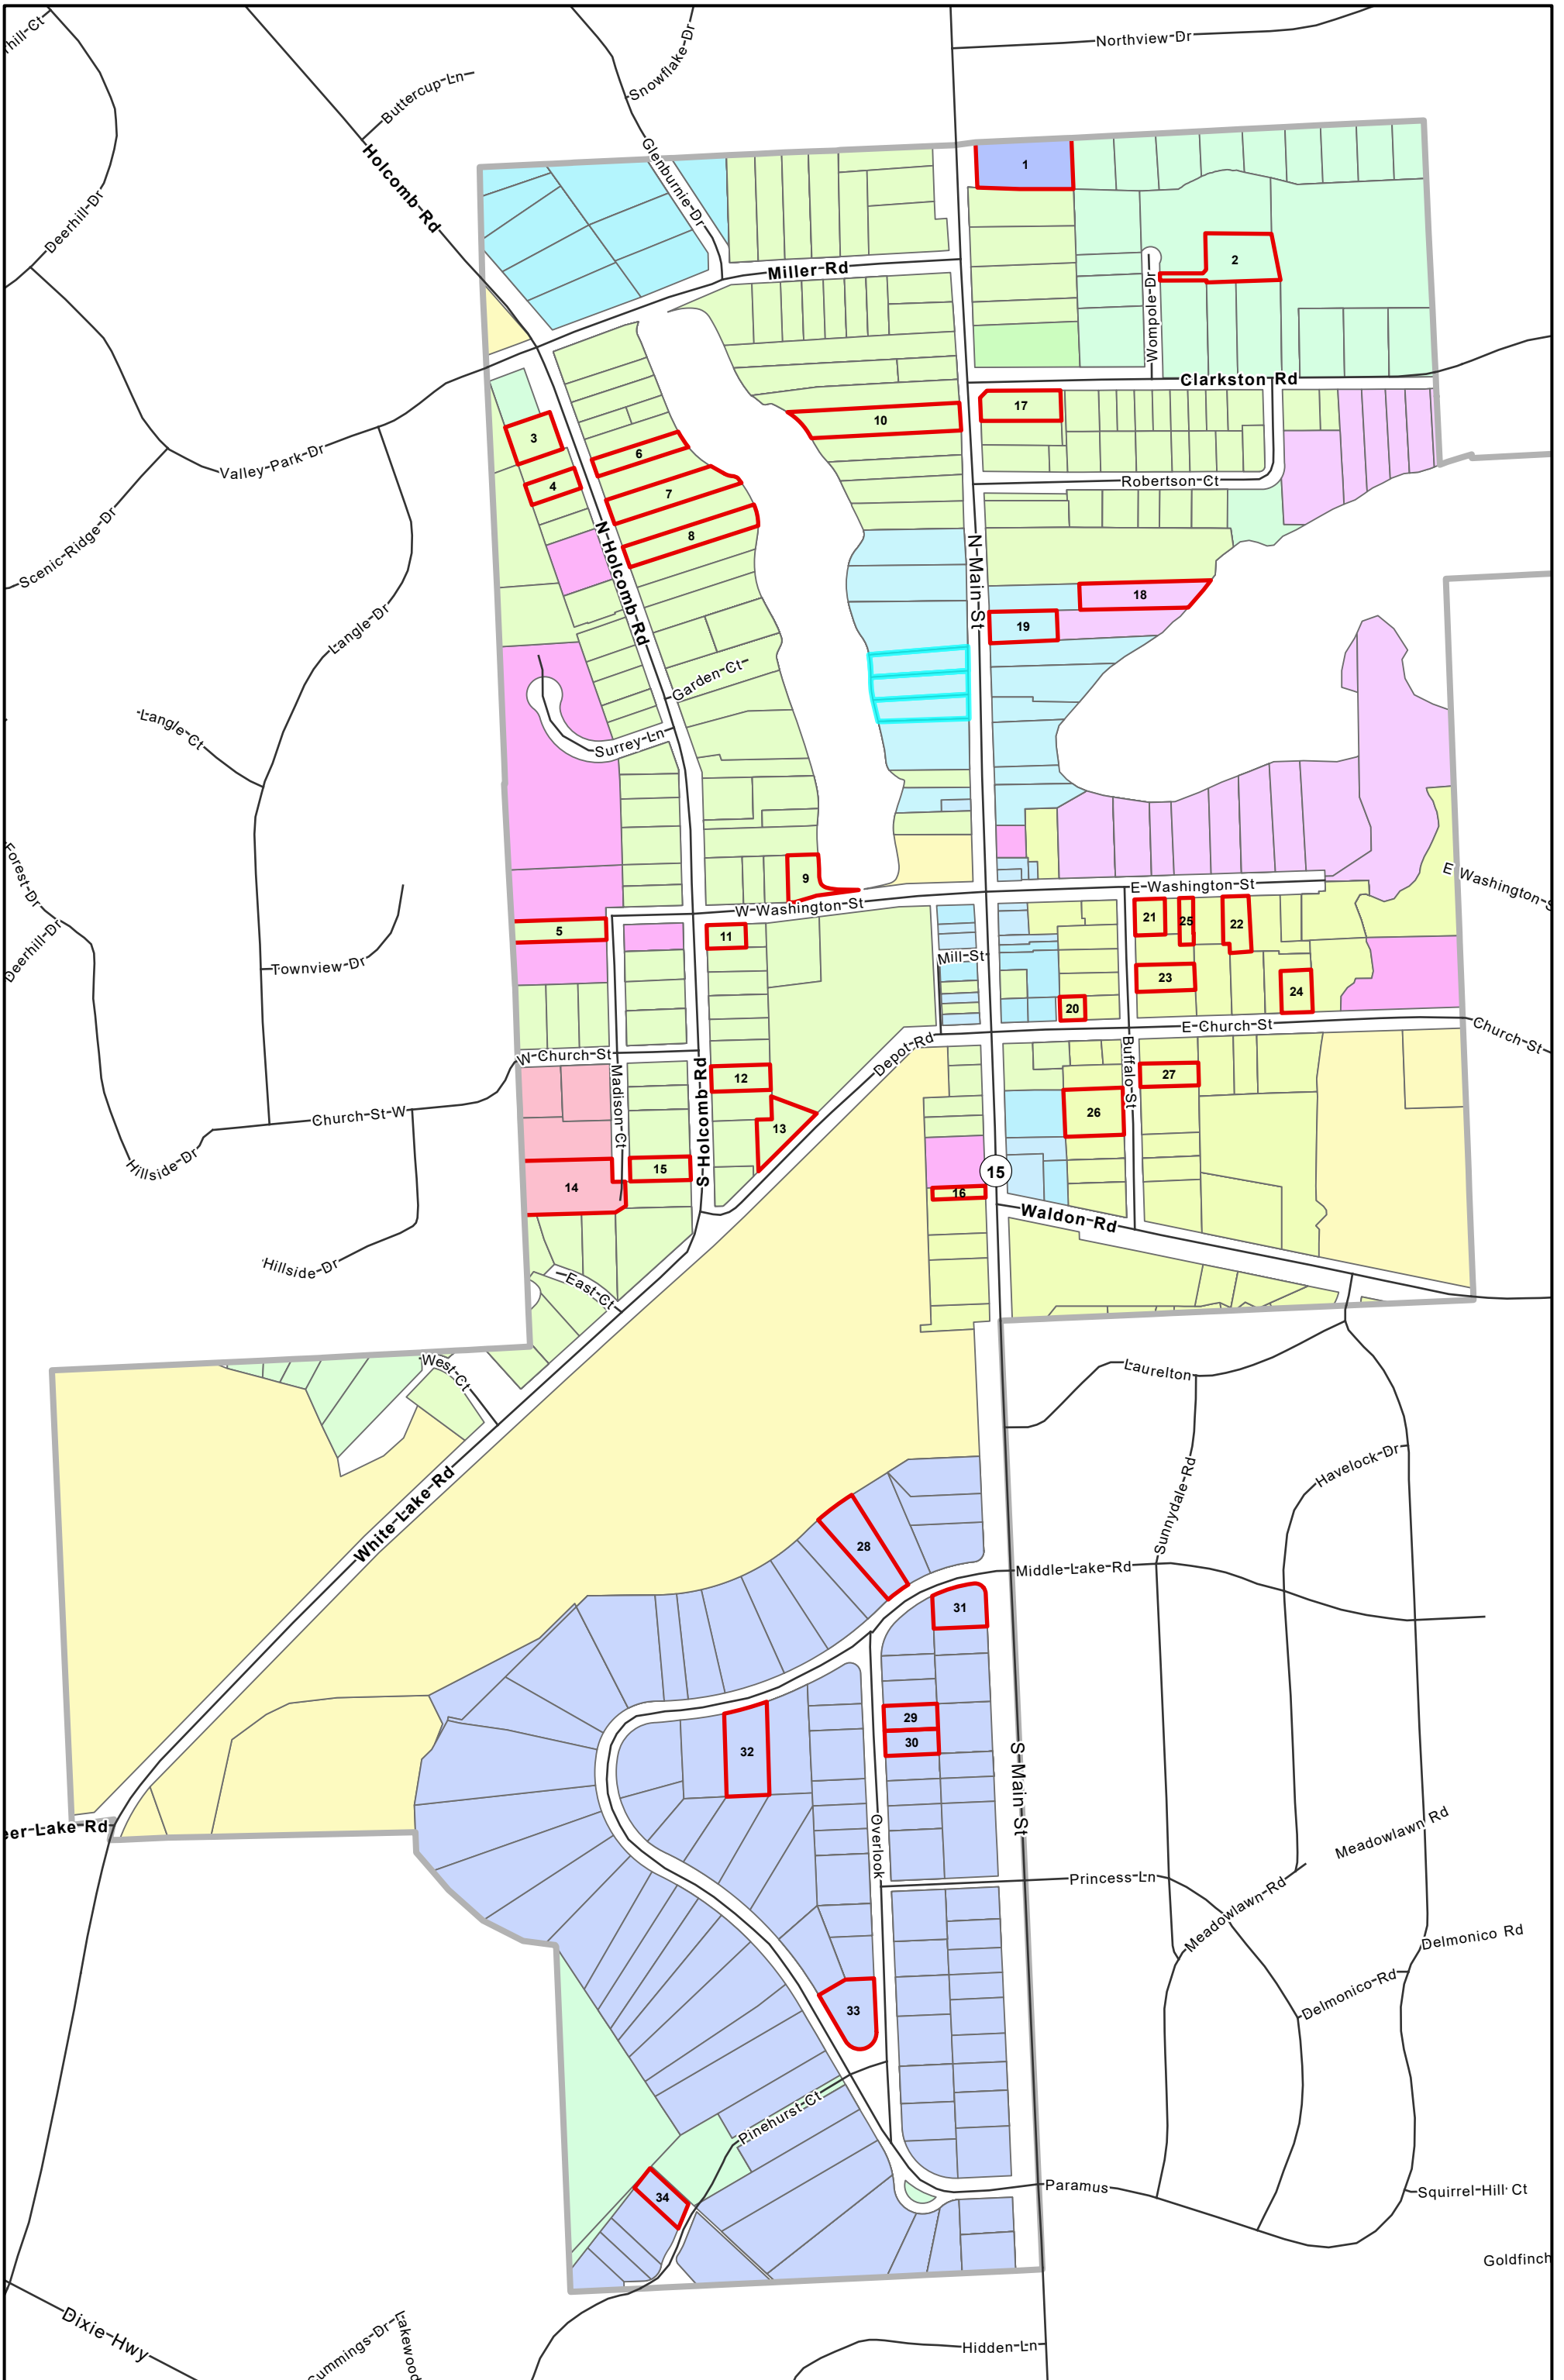 Northview Dr
Snowflake-Dr
Buttercup-Ln
Glenburnie-Dr
Holcomb-Rd
1
Deerhill-Dr
2
Miller-Rd
Wompole-Dr
Clarkston-Rd
17
10
3
6
Valley-Park-Dr
4
7
Robertson-Ct
8
Scenic-Ridge-Dr
N-Holcomb-Rd
N-Main-St
18
19
Langle-Dr
Garden-Ct
Langle-Ct
Surrey-Ln
9
E Washington-S
E-Washington-St
Forest-Dr
W-Washington-St
21
25
22
5
11
Deerhill-Dr
Mill-St
Townview-Dr
23
24
20
E-Church-St
Church-St
W-Church-St
Depot-Rd
Buffalo-St
27
12
Madison-Ct
S-Holcomb-Rd
26
Church-St-W
13
Hillside-Dr
15
15
14
16
Waldon-Rd
Hillside-Dr
East-Ct
West-Ct
Laurelton
Havelock-Dr
Sunnydale-Rd
White-Lake-Rd
28
Middle-Lake-Rd
31
29
30
32
S-Main-St
Overlook
Meadowlawn Rd
eer-Lake-Rd
Princess-Ln
Meadowlawn-Rd
Delmonico Rd
Delmonico-Rd
33
Pinehurst-Ct
Paramus
Squirrel-Hill Ct
34
Goldfinch
Dixie-Hwy
Hidden-Ln
Lakewood